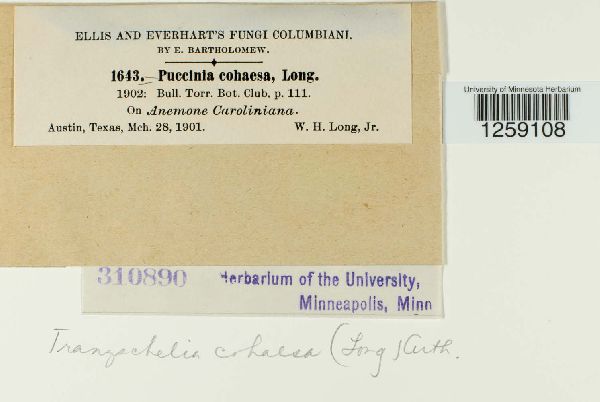 ELLIS AND EVERHART'S FUNGI COLUMBIANI.
BY E. BARTHOLOMEW.
1643. Puccinia cohaesa, Long.
1902: Bull. Torr. Bot. Club, p. 111.
On Anemone Caroliniana.
Austin, Texas, Mch. 28, 1901. W. H. Long, Jr.
University of Minnesota Herbarium
1259108
310890 Herbarium of the University,
Minneapolis, Minn
Tranzschelia cohaesa (Long) Arth.